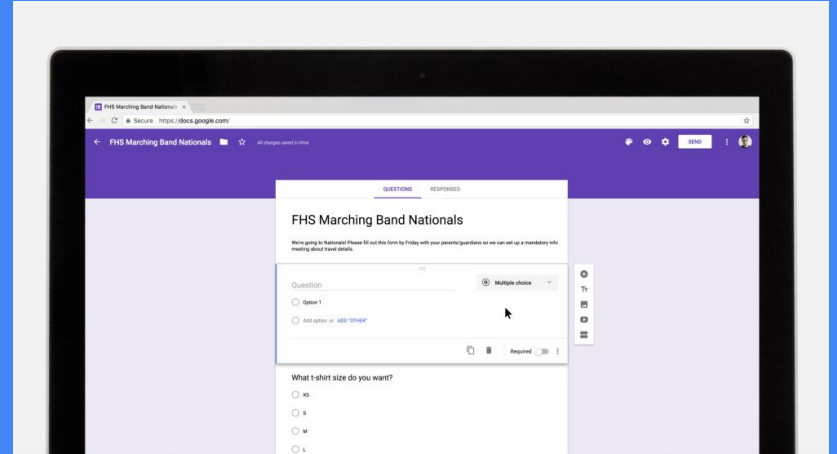 FHS Marching Band Nationals ×
Secure https://docs.google.com/
FHS Marching Band Nationals All changes saved in Drive SEND
QUESTIONS RESPONSES
FHS Marching Band Nationals
We're going to Nationals! Please fill out this form by Friday with your parents/guardians so we can set up a mandatory info
meeting about travel details.
Question Multiple choice
Option 1
Add option or ADD "OTHER"
Required
What t-shirt size do you want?
XS
S
M
L